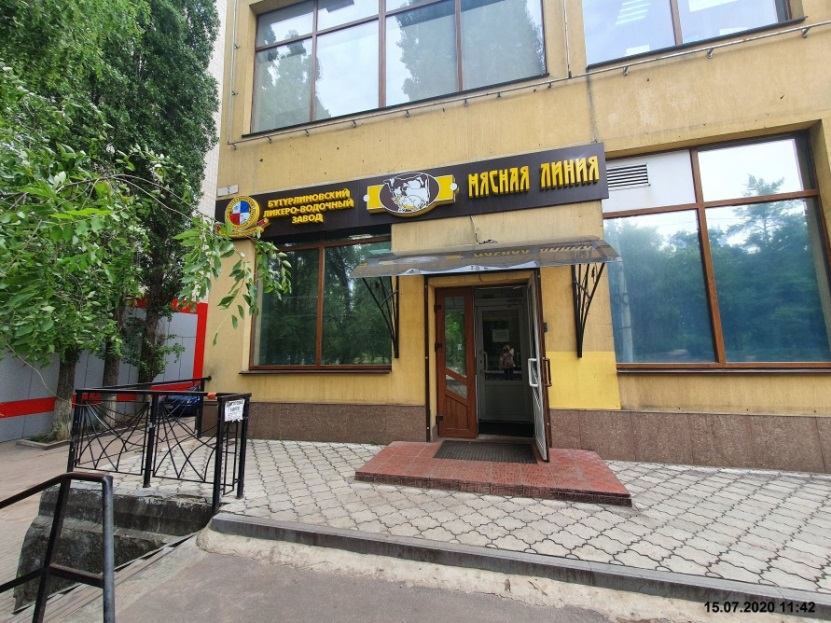 БУТУРЛИНОВСКИЙ
ЛИКЕРО-ВОДОЧНЫЙ
ЗАВОД
МЯСНАЯ ЛИНИЯ
15.07.2020 11:42